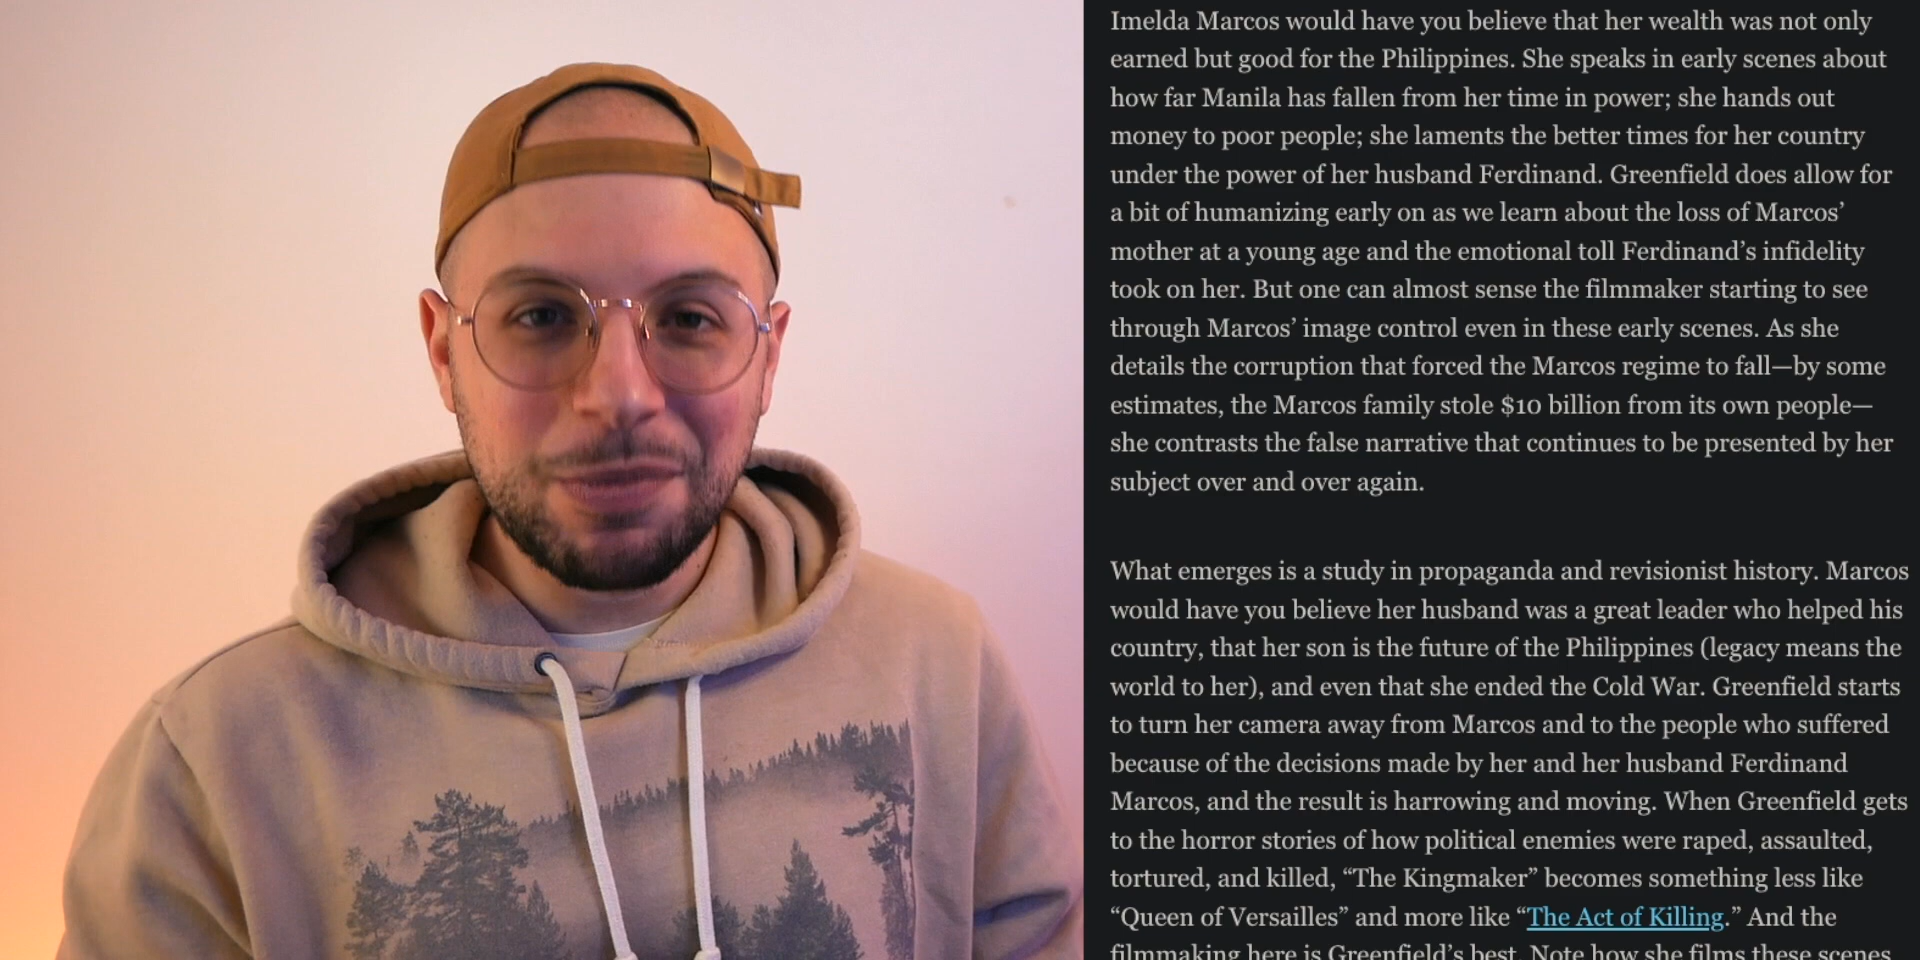 Imelda Marcos would have you believe that her wealth was not only
earned but good for the Philippines. She speaks in early scenes about
how far Manila has fallen from her time in power; she hands out
money to poor people; she laments the better times for her country
under the power of her husband Ferdinand. Greenfield does allow for
a bit of humanizing early on as we learn about the loss of Marcos’
mother at a young age and the emotional toll Ferdinand’s infidelity
took on her. But one can almost sense the filmmaker starting to see
through Marcos’ image control even in these early scenes. As she
details the corruption that forced the Marcos regime to fall—by some
estimates, the Marcos family stole $10 billion from its own people—
she contrasts the false narrative that continues to be presented by her
subject over and over again.
What emerges is a study in propaganda and revisionist history. Marcos
would have you believe her husband was a great leader who helped his
country, that her son is the future of the Philippines (legacy means the
world to her), and even that she ended the Cold War. Greenfield starts
to turn her camera away from Marcos and to the people who suffered
because of the decisions made by her and her husband Ferdinand
Marcos, and the result is harrowing and moving. When Greenfield gets
to the horror stories of how political enemies were raped, assaulted,
tortured, and killed, “The Kingmaker” becomes something less like
“Queen of Versailles” and more like “The Act of Killing.” And the
filmmaking here is Greenfield’s best. Note how she films these scenes